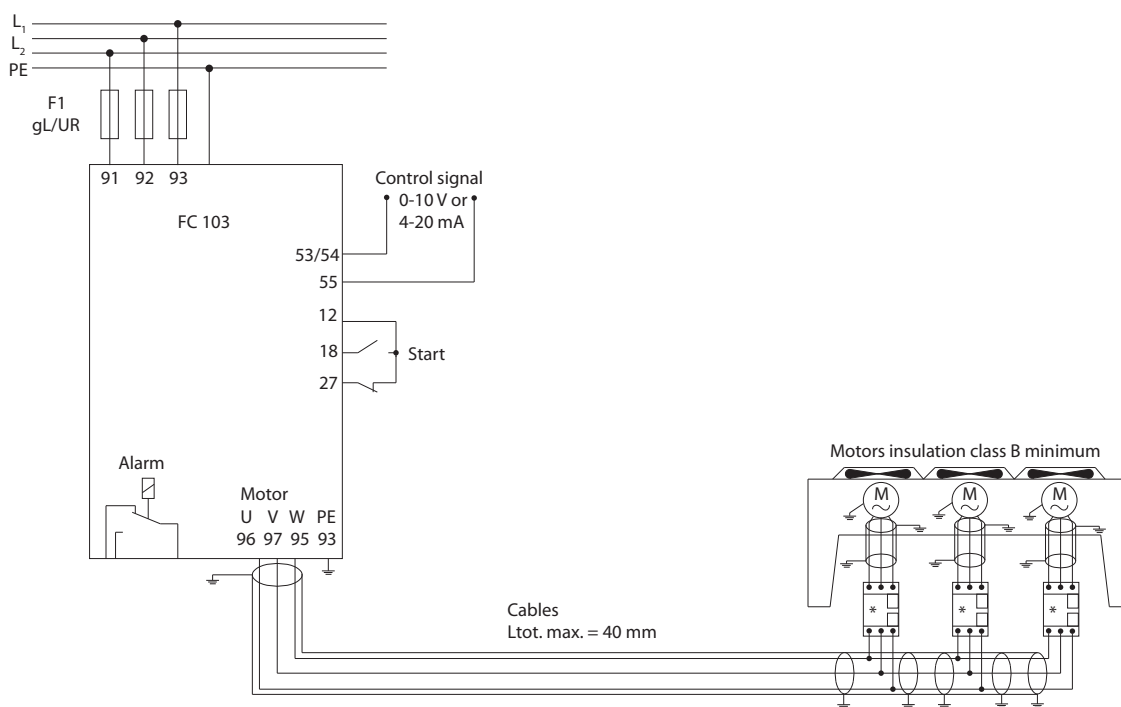 L1
L2
PE
F1
gL/UR
91 92 93
FC 103
Control signal
0-10 V or
4-20 mA
53/54
55
12
18
27
Start
Alarm
Motor
U V W PE
96 97 95 93
Motors insulation class B minimum
M M M
* * *
Cables
Ltot. max. = 40 mm